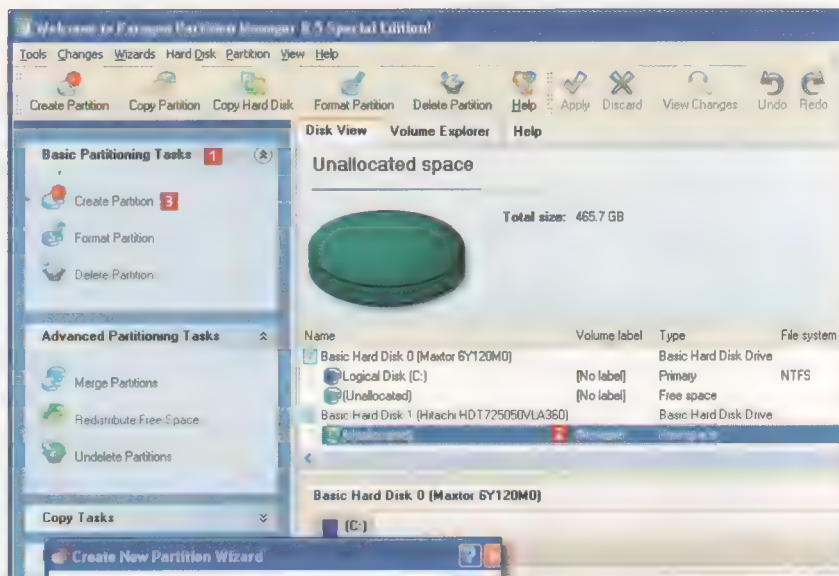 Welcome to Paragon Partition Manager 8.5 Special Edition!
Tools Changes Wizards Hard Disk Partition View Help
Create Partition Copy Partition Copy Hard Disk Format Partition Delete Partition Help Apply Discard View Changes Undo Redo
Disk View Volume Explorer Help
Basic Partitioning Tasks 1
Create Partition 3
Format Partition
Delete Partition
Unallocated space
Total size: 465.7 GB
Advanced Partitioning Tasks
Merge Partitions
Redistribute Free Space
Undelete Partitions
Copy Tasks
Name Volume label Type File system
Basic Hard Disk 0 (Maxtor 6Y120M0) Basic Hard Disk Drive
Logical Disk (C:) [No label] Primary NTFS
(Unallocated) [No label] Free space
Basic Hard Disk 1 (Hitachi HDT725050VLA360) Basic Hard Disk Drive
(Unallocated) 2 [No label] Free space
Basic Hard Disk 0 (Maxtor 6Y120M0)
(C:)
Create New Partition Wizard